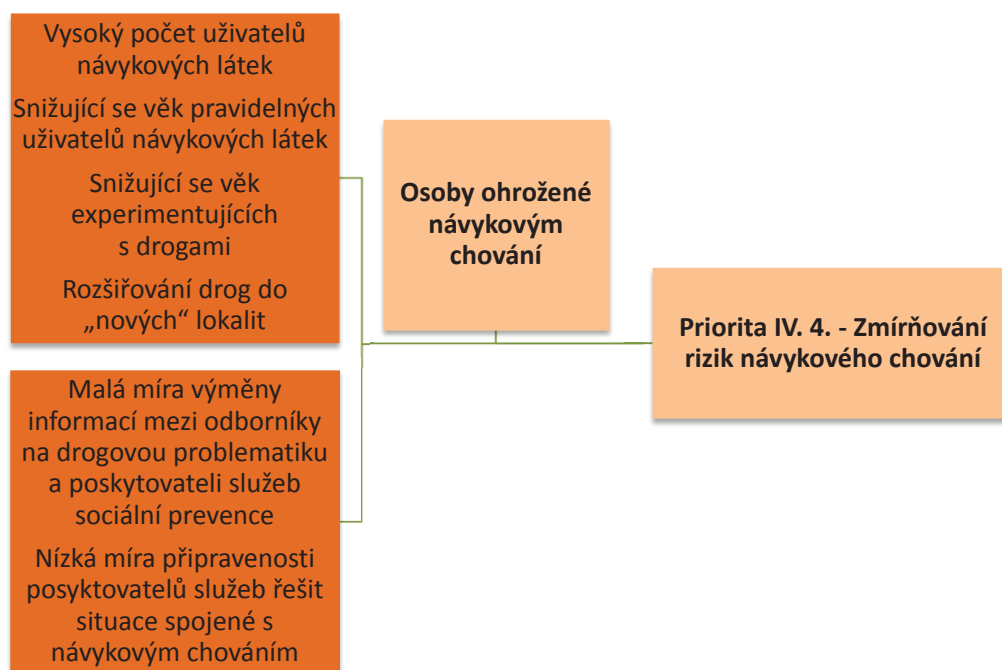 Vysoký počet uživatelů
návykových látek
Snižující se věk pravidelných
uživatelů návykových látek
Snižující se věk
experimentujících
s drogami
Rozšiřování drog do
„nových“ lokalit
Malá míra výměny
informací mezi odborníky
na drogovou problematiku
a poskytovateli služeb
sociální prevence
Nízká míra připravenosti
posyktovatelů služeb řešit
situace spojené s
návykovým chováním
Osoby ohrožené
návykovým
chování
Priorita IV. 4. - Zmírňování
rizik návykového chování